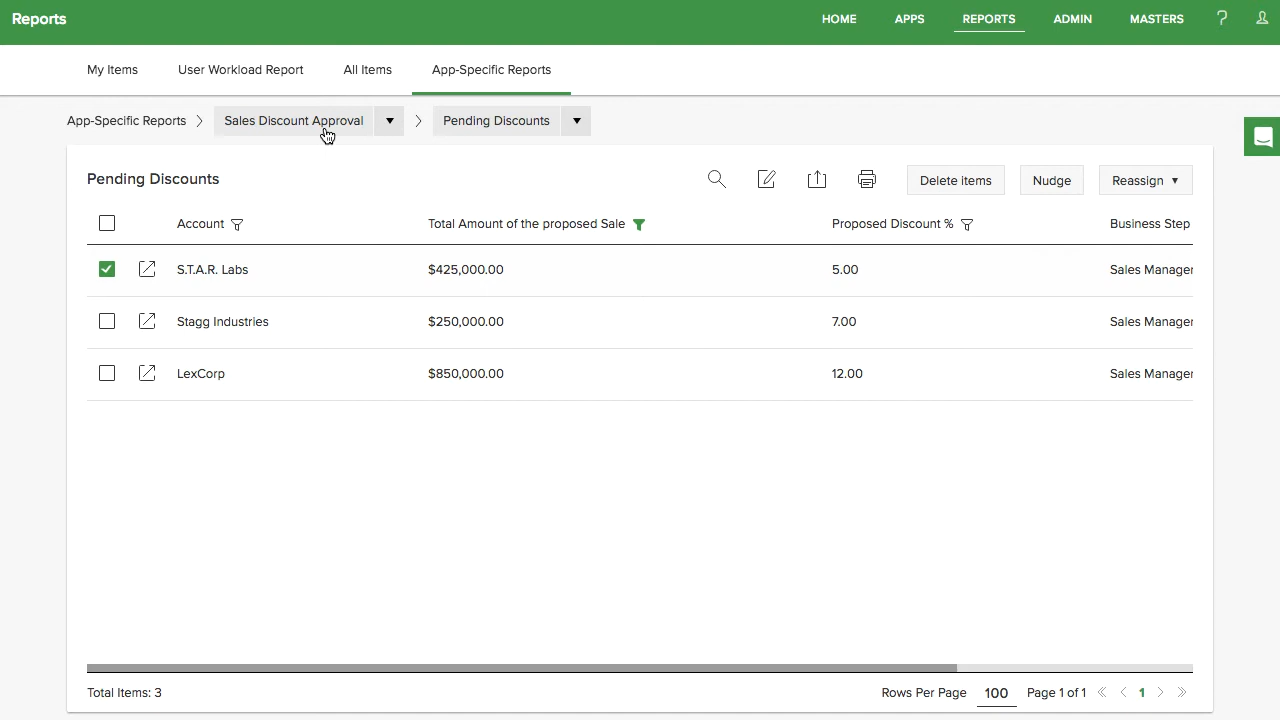 Reports HOME APPS REPORTS ADMIN MASTERS ?
My Items User Workload Report All Items App-Specific Reports
App-Specific Reports > Sales Discount Approval > Pending Discounts
Pending Discounts Delete items Nudge Reassign
Account Total Amount of the proposed Sale Proposed Discount % Business Step
S.T.A.R. Labs $425,000.00 5.00 Sales Manager
Stagg Industries $250,000.00 7.00 Sales Manager
LexCorp $850,000.00 12.00 Sales Manager
Total Items: 3 Rows Per Page 100 Page 1 of 1 1